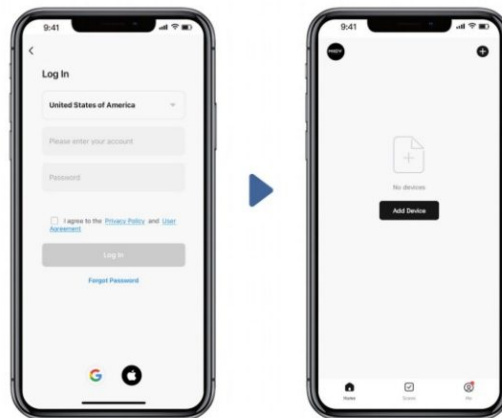 9:41
Log In
United States of America
Please enter your account
Password
I agree to the Privacy Policy and User
Agreement
Log in
Forgot Password
G
9:41
No devices
Add Device
Home
Me